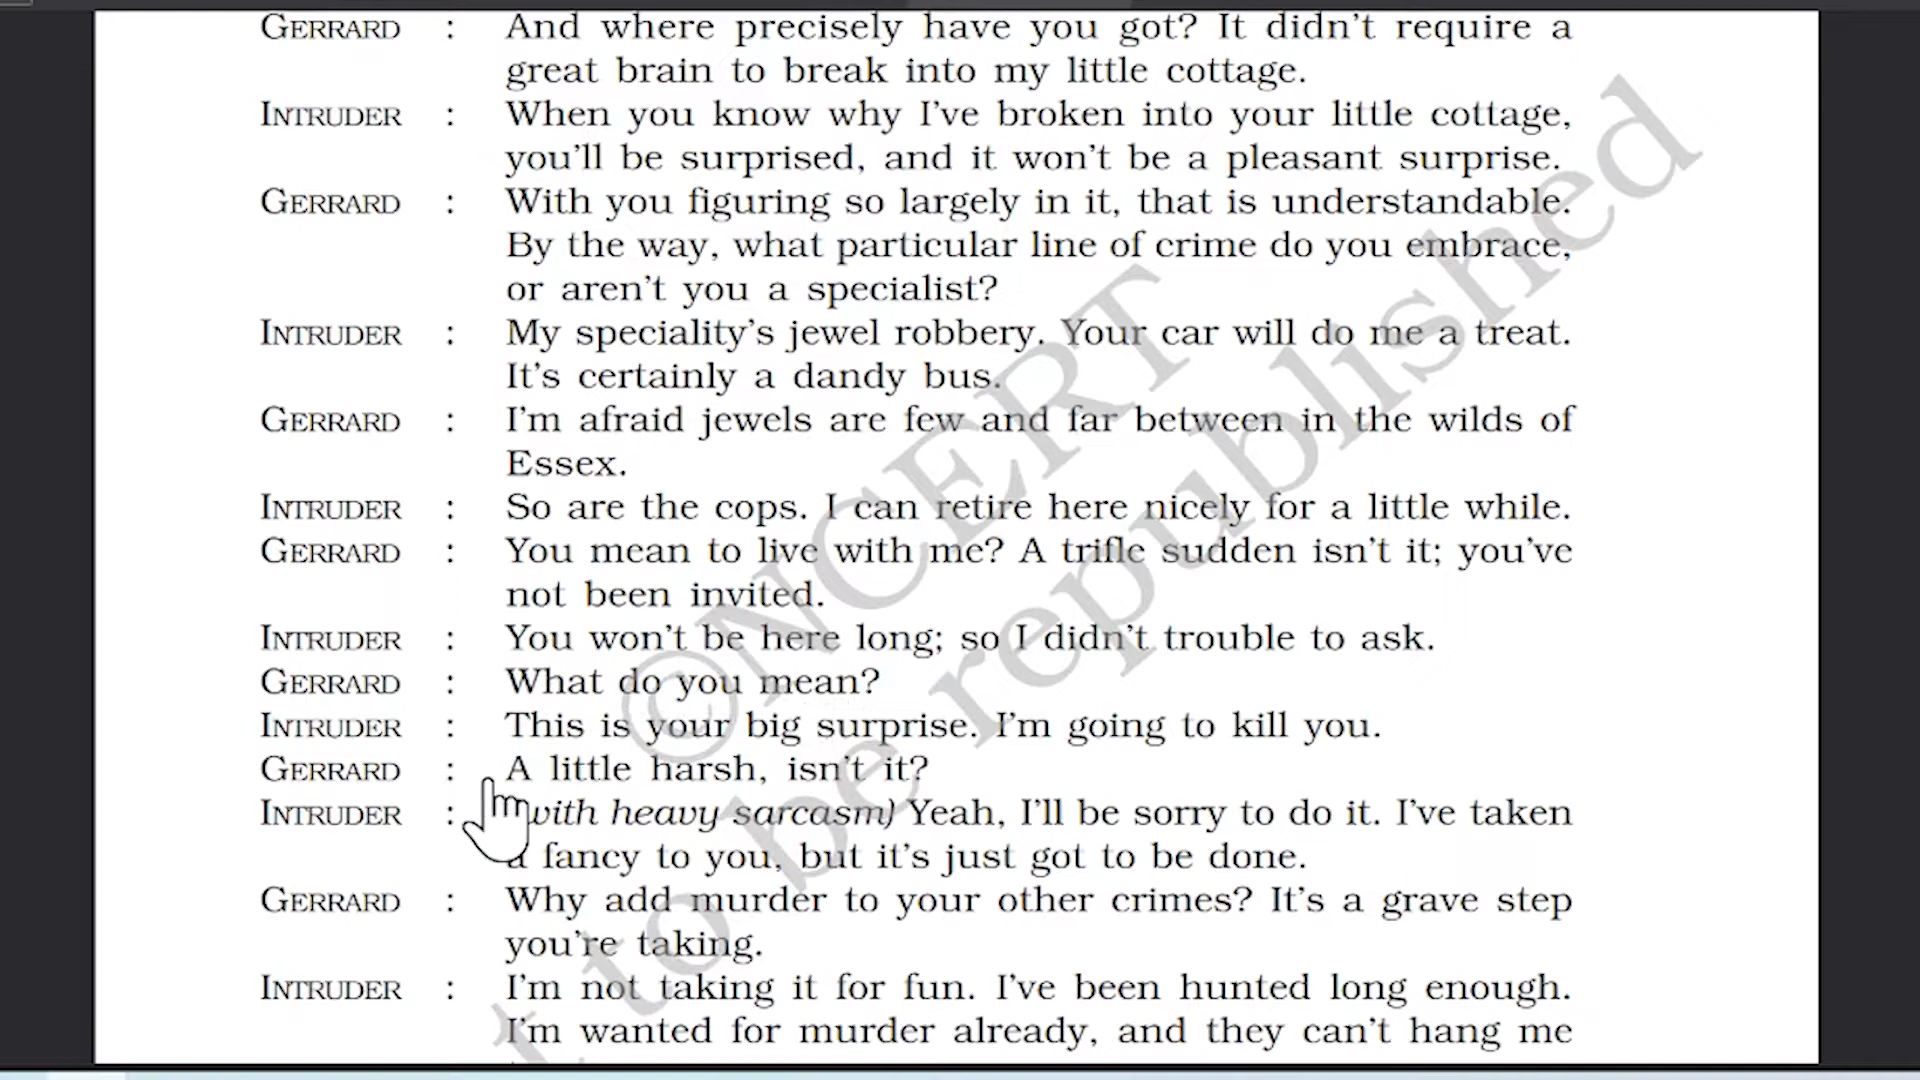 GERRARD : And where precisely have you got? It didn't require a
great brain to break into my little cottage.
INTRUDER : When you know why I've broken into your little cottage,
you'll be surprised, and it won't be a pleasant surprise.
GERRARD : With you figuring so largely in it, that is understandable.
By the way, what particular line of crime do you embrace,
or aren't you a specialist?
INTRUDER : My speciality's jewel robbery. Your car will do me a treat.
It's certainly a dandy bus.
GERRARD : I'm afraid jewels are few and far between in the wilds of
Essex.
INTRUDER : So are the cops. I can retire here nicely for a little while.
GERRARD : You mean to live with me? A trifle sudden isn't it; you've
not been invited.
INTRUDER : You won't be here long; so I didn't trouble to ask.
GERRARD : What do you mean?
INTRUDER : This is your big surprise. I'm going to kill you.
GERRARD : A little harsh, isn't it?
INTRUDER : with heavy sarcasm) Yeah, I'll be sorry to do it. I've taken
a fancy to you, but it's just got to be done.
GERRARD : Why add murder to your other crimes? It's a grave step
you're taking.
INTRUDER : I'm not taking it for fun. I've been hunted long enough.
I'm wanted for murder already, and they can't hang me
©NCERT
to be republished